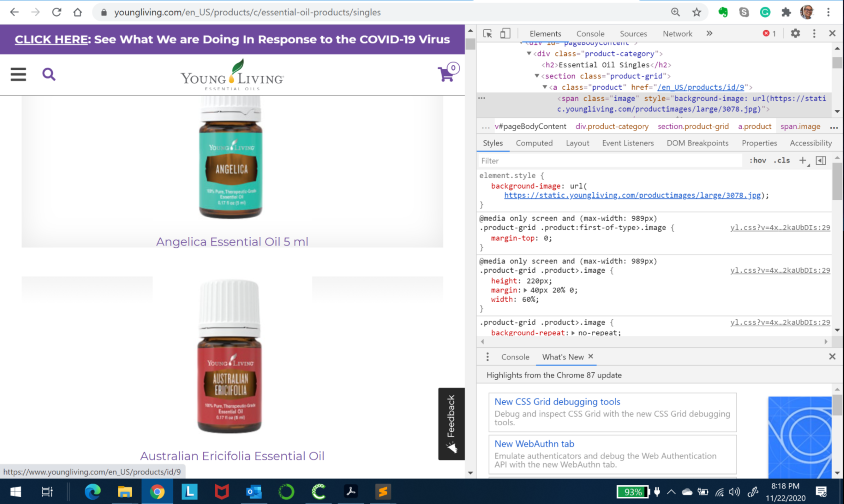 youngliving.com/en_US/products/c/essential-oil-products/singles
CLICK HERE: See What We are Doing In Response to the COVID-19 Virus
YOUNG LIVING
ESSENTIAL OILS
0
YOUNG LIVING
ANGELICA
100% Pure, Therapeutic-Grade
Essential Oil
0.17 fl oz (5 ml)
Angelica Essential Oil 5 ml
YOUNG LIVING
AUSTRALIAN
ERICIFOLIA
100% Pure, Therapeutic-Grade
Essential Oil
0.17 fl oz (5 ml)
Australian Ericifolia Essential Oil
Feedback
https://www.youngliving.com/en_US/products/id/9
Elements Console Sources Network » 1
<div id="pageBodyContent">
<div class="product-category">
<h2>Essential Oil Singles</h2>
<section class="product-grid">
<a class="product" href="/en_US/products/id/9">
<span class="image" style="background-image: url(https://stati
c.youngliving.com/productimages/large/3078.jpg)">
... v#pageBodyContent div.product-category section.product-grid a.product span.image ...
Styles Computed Layout Event Listeners DOM Breakpoints Properties Accessibility
Filter :hov .cls +
element.style {
background-image: url(
https://static.youngliving.com/productimages/large/3078.jpg);
}
@media only screen and (max-width: 989px)
.product-grid .product:first-of-type>.image { yl.css?v=4x…2kaUbDIs:29
margin-top: 0;
}
@media only screen and (max-width: 989px)
.product-grid .product>.image { yl.css?v=4x…2kaUbDIs:29
height: 220px;
margin: 40px 20% 0;
width: 60%;
}
.product-grid .product>.image { yl.css?v=4x…2kaUbDIs:29
background-repeat: no-repeat;
Console What's New ×
Highlights from the Chrome 87 update
New CSS Grid debugging tools
Debug and inspect CSS Grid with the new CSS Grid debugging
tools.
New WebAuthn tab
Emulate authenticators and debug the Web Authentication
API with the new WebAuthn tab.
93%
8:18 PM
11/22/2020